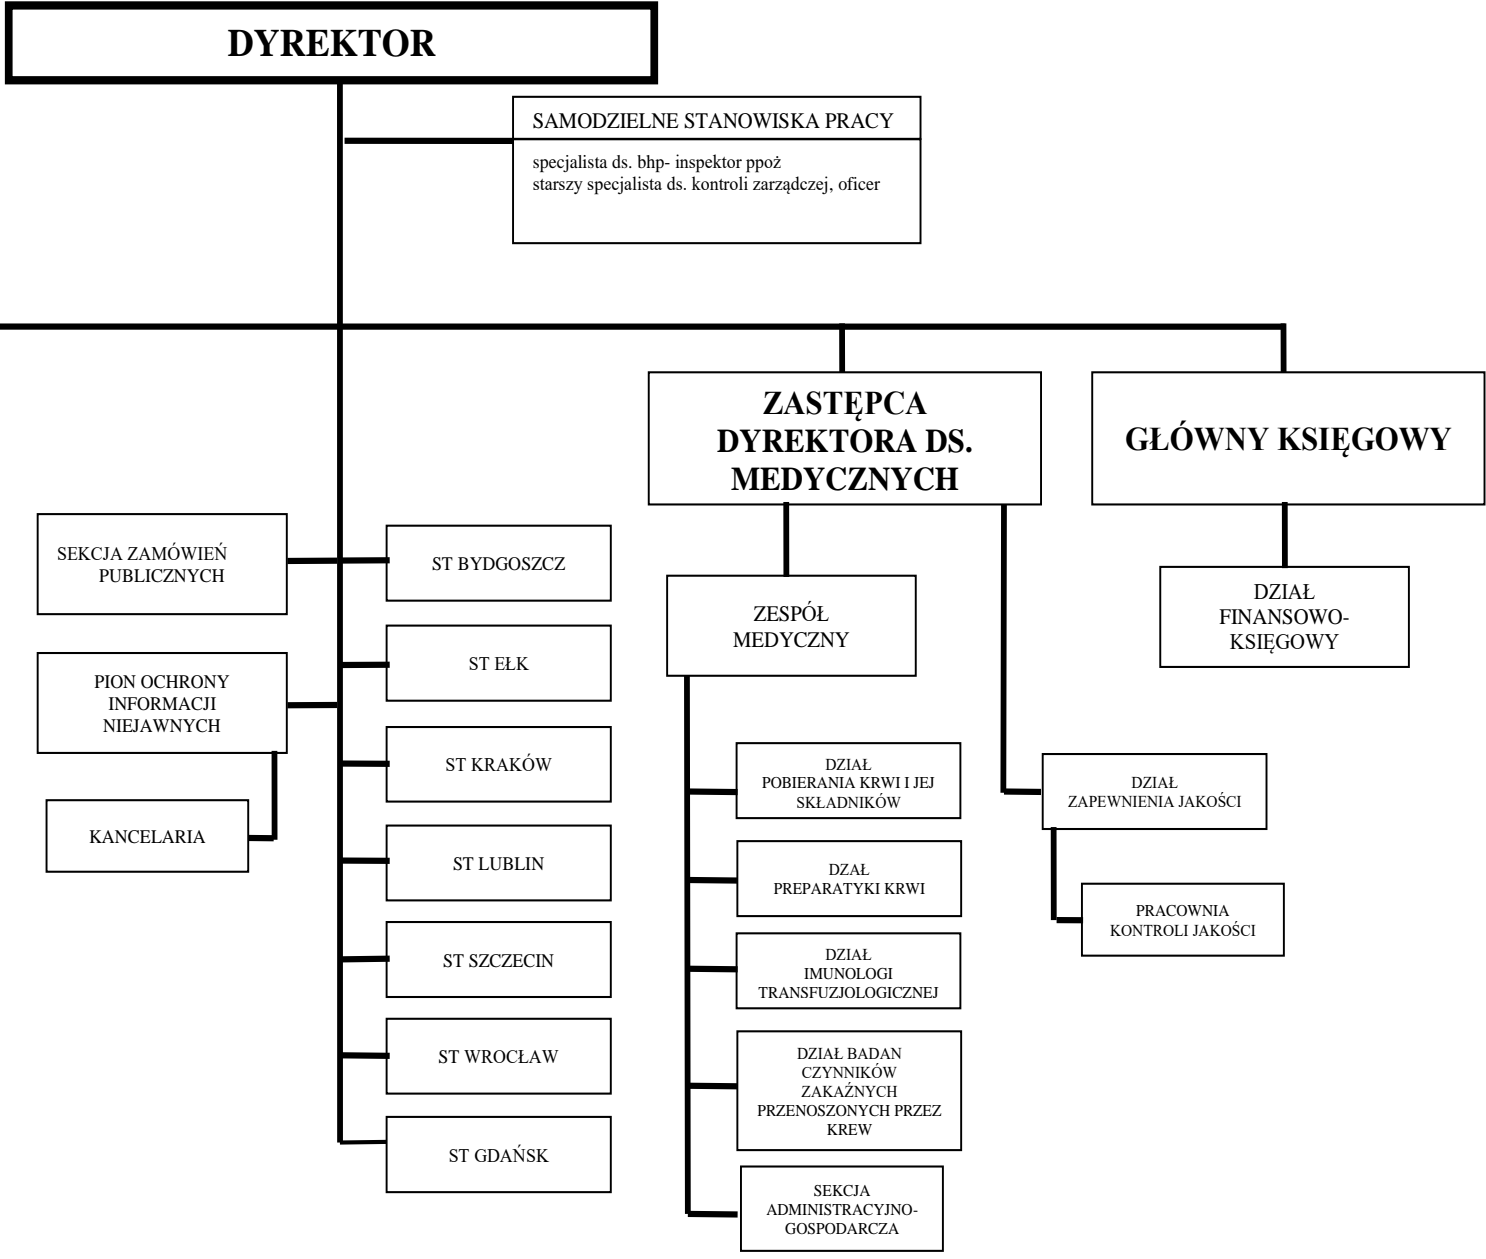 DYREKTOR
SAMODZIELNE STANOWISKA PRACY
specjalista ds. bhp- inspektor ppoż
starszy specjalista ds. kontroli zarządczej, oficer
ZASTĘPCA
DYREKTORA DS.
MEDYCZNYCH
GŁÓWNY KSIĘGOWY
SEKCJA ZAMÓWIEŃ
PUBLICZNYCH
PION OCHRONY
INFORMACJI
NIEJAWNYCH
KANCELARIA
ST BYDGOSZCZ
ST EŁK
ST KRAKÓW
ST LUBLIN
ST SZCZECIN
ST WROCŁAW
ST GDAŃSK
ZESPÓŁ
MEDYCZNY
DZIAŁ
POBIERANIA KRWI I JEJ
SKŁADNIKÓW
DZAŁ
PREPARATYKI KRWI
DZIAŁ
IMUNOLOGI
TRANSFUZJOLOGICZNEJ
DZIAŁ BADAN
CZYNNIKÓW
ZAKAŹNYCH
PRZENOSZONYCH PRZEZ
KREW
SEKCJA
ADMINISTRACYJNO-
GOSPODARCZA
DZIAŁ
ZAPEWNIENIA JAKOŚCI
PRACOWNIA
KONTROLI JAKOŚCI
DZIAŁ
FINANSOWO-
KSIĘGOWY